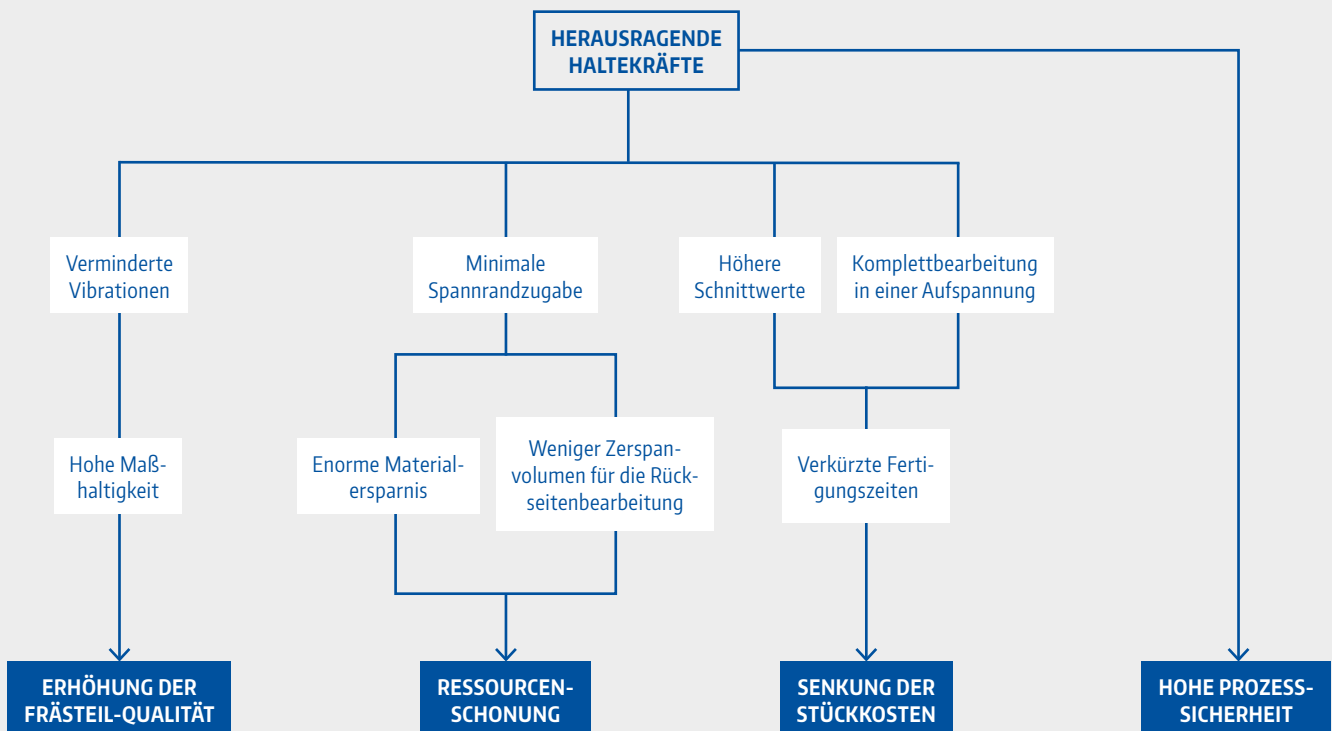 HERAUSRAGENDE
HALTEKRÄFTE
Verminderte
Vibrationen
Minimale
Spannrandzugabe
Höhere
Schnittwerte
Komplettbearbeitung
in einer Aufspannung
Hohe Maß-
haltigkeit
Enorme Material-
ersparnis
Weniger Zerspan-
volumen für die Rück-
seitenbearbeitung
Verkürzte Ferti-
gungszeiten
ERHÖHUNG DER
FRÄSTEIL-QUALITÄT
RESSOURCEN-
SCHONUNG
SENKUNG DER
STÜCKKOSTEN
HOHE PROZESS-
SICHERHEIT